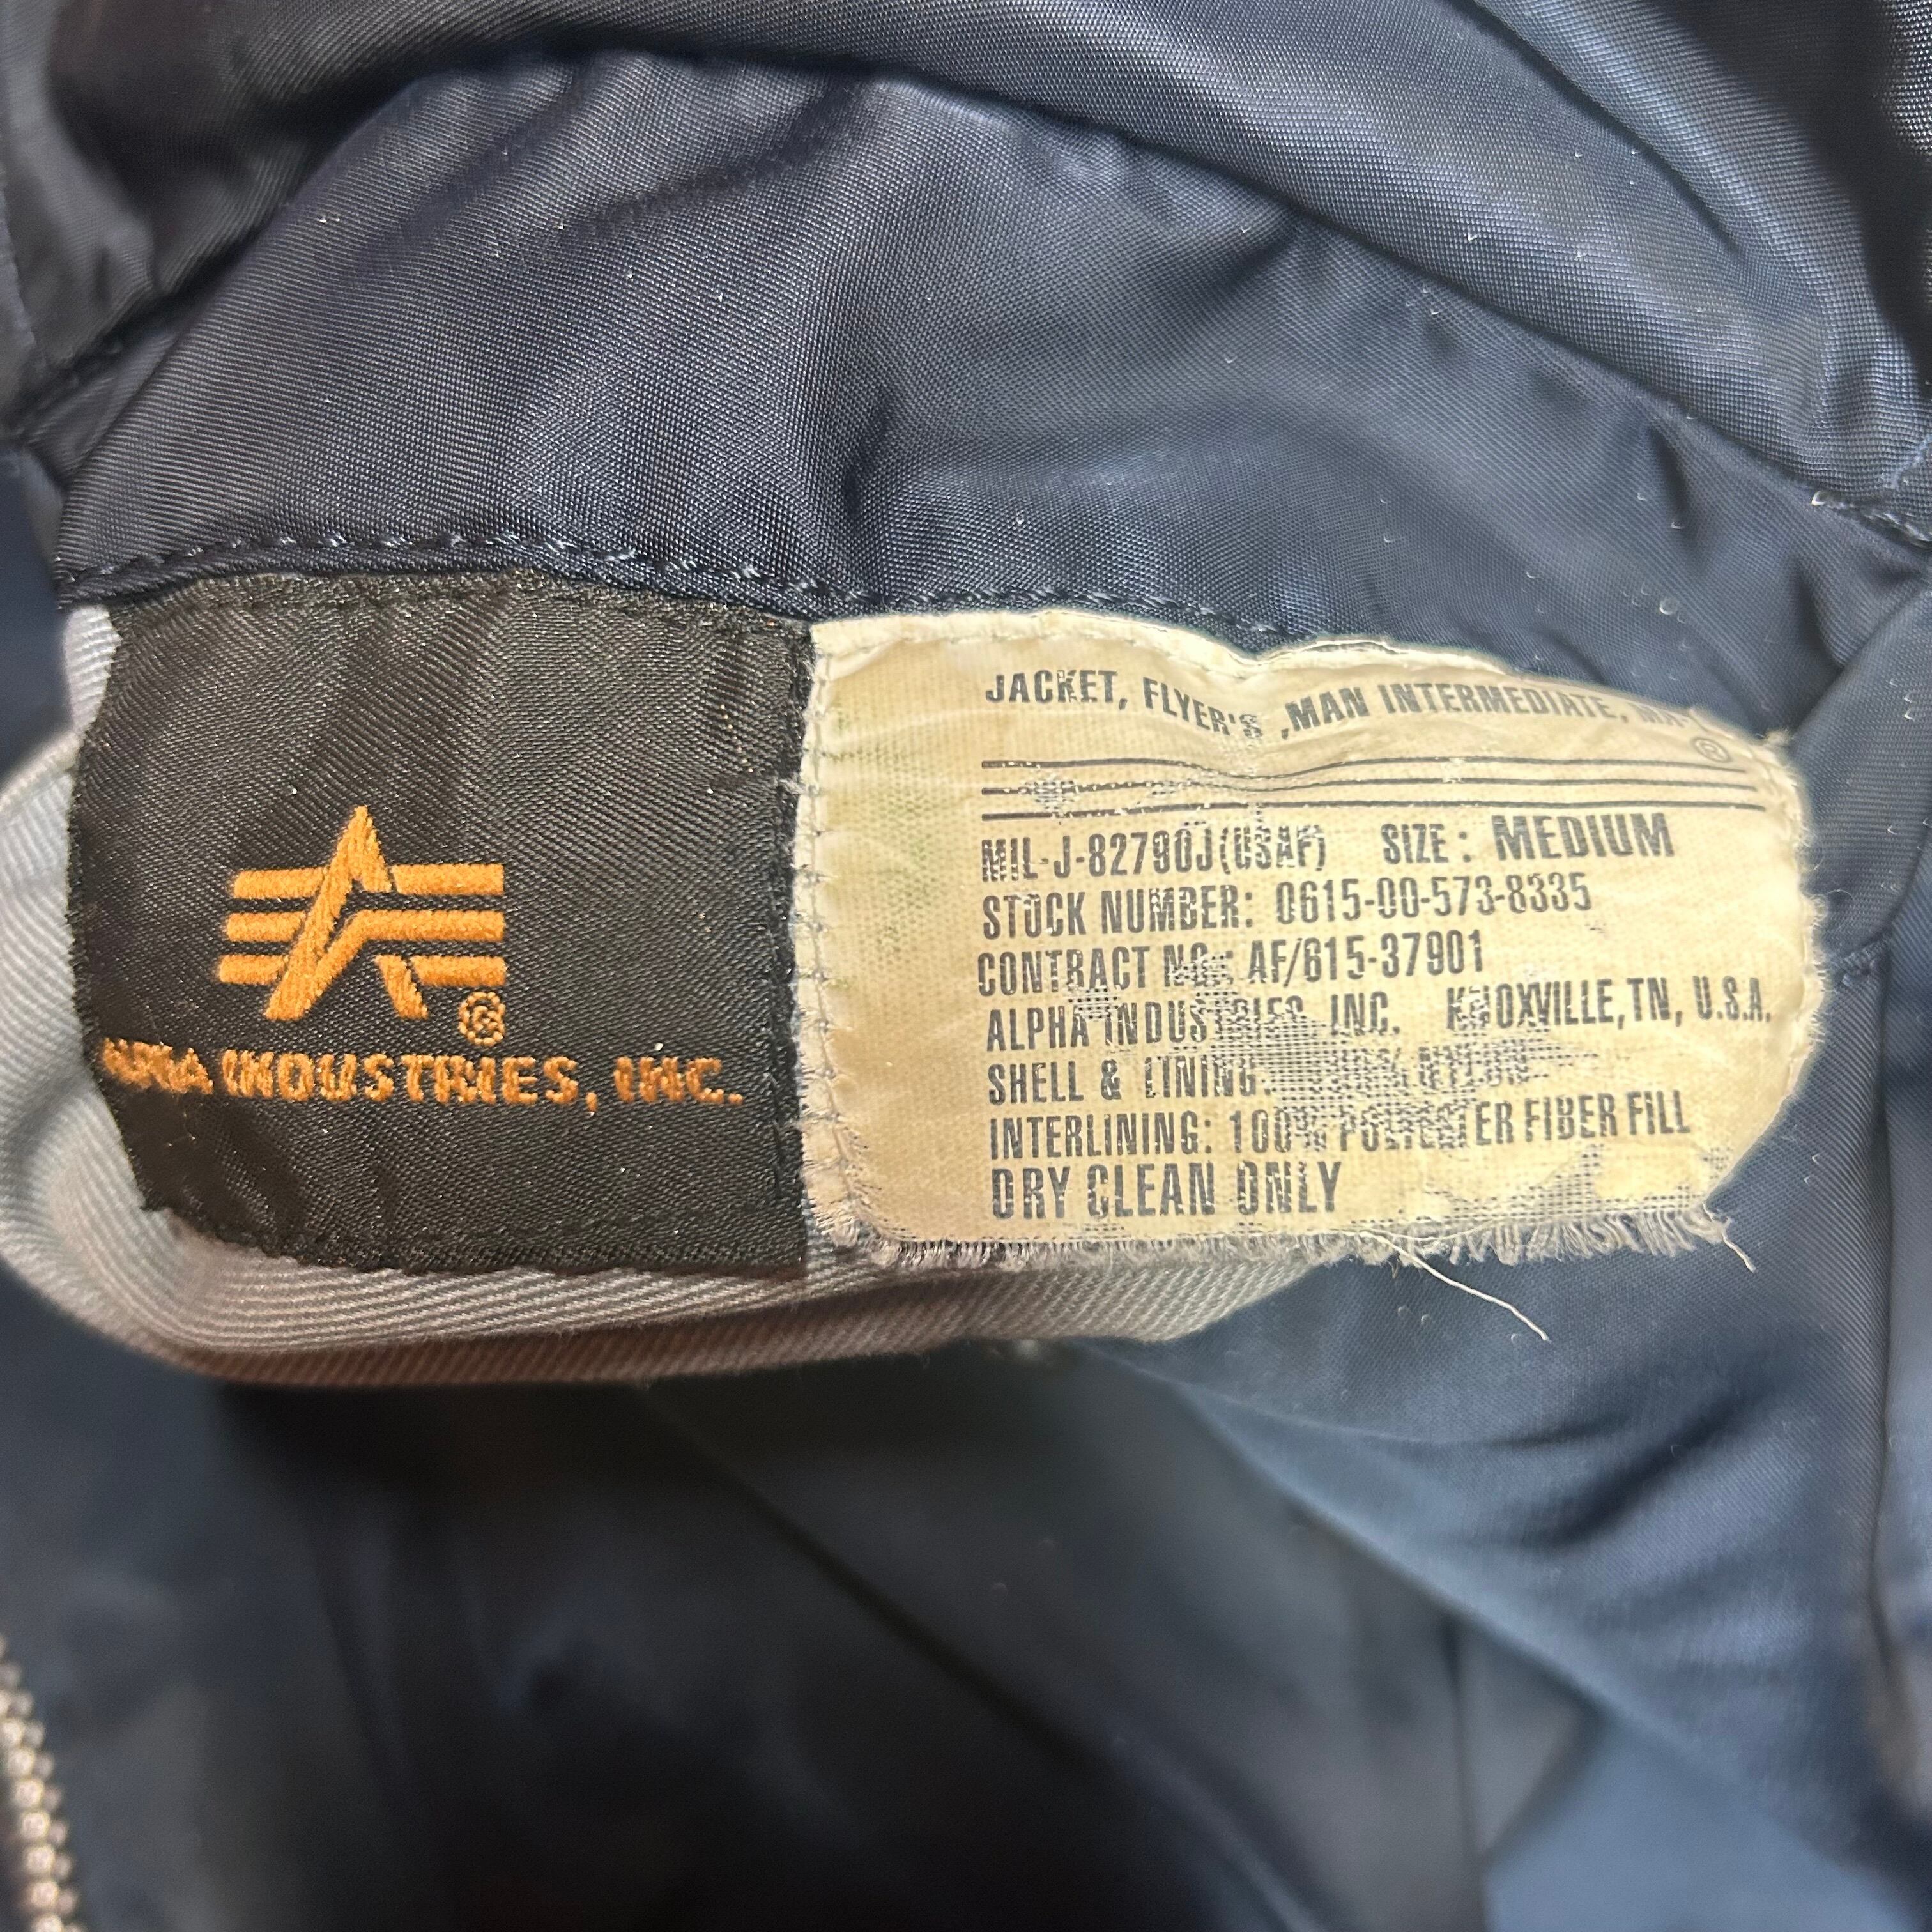 INDUSTRIES, INC.
®
JACKET, FLYER'S ,MAN INTERMEDIATE,
®
MIL-J-82790J(USAF) SIZE: MEDIUM
STOCK NUMBER: 0615-00-573-8335
CONTRACT NO.: AF/615-37901
ALPHA INDUSTRIES, INC. KNOXVILLE, TN, U.S.A.
SHELL & LINING: NYLON
INTERLINING: 100% POLYESTER FIBER FILL
DRY CLEAN ONLY